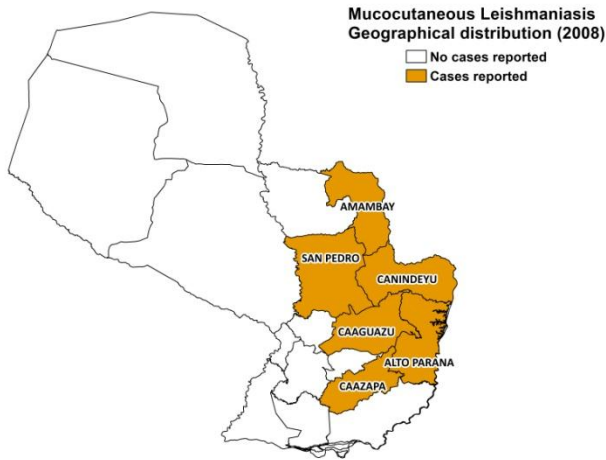 Mucocutaneous Leishmaniasis
Geographical distribution (2008)
No cases reported
Cases reported
AMAMBAY
SAN PEDRO
CANINDEYU
CAAGUAZU
ALTO PARANA
CAAZAPA